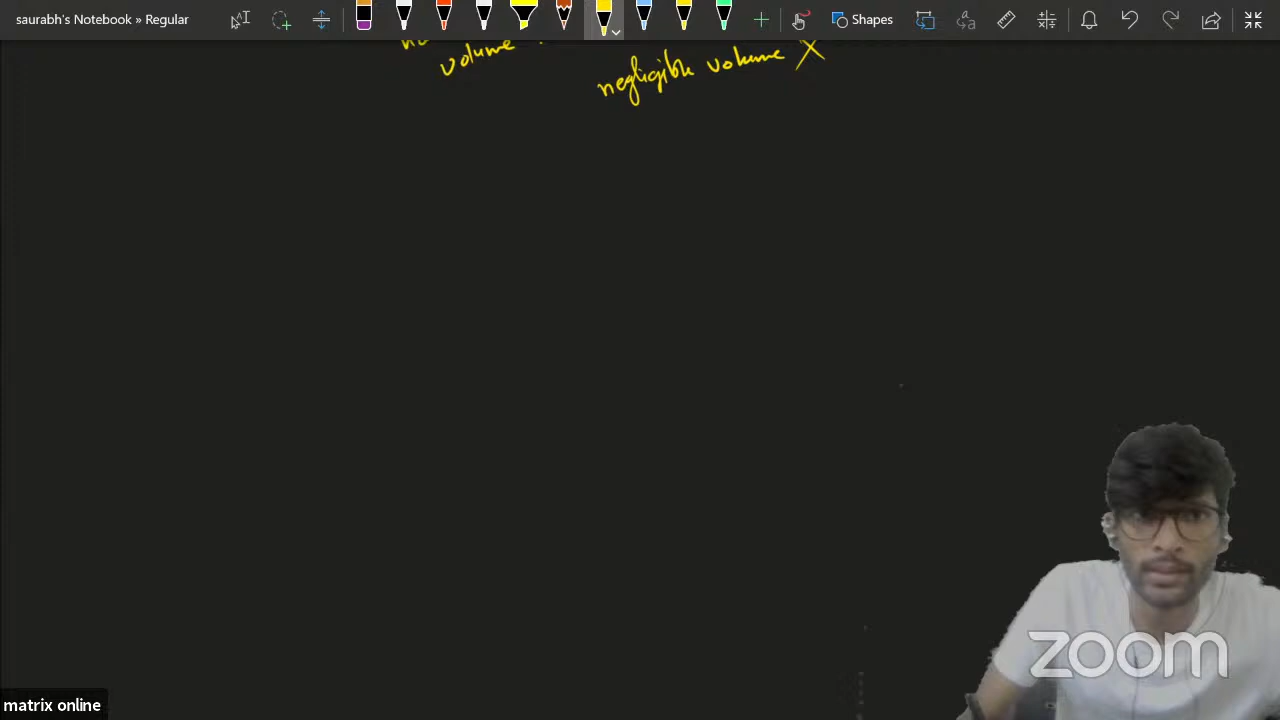 saurabh's Notebook » Regular
Shapes
volume
negligible volume X
zoom
matrix online